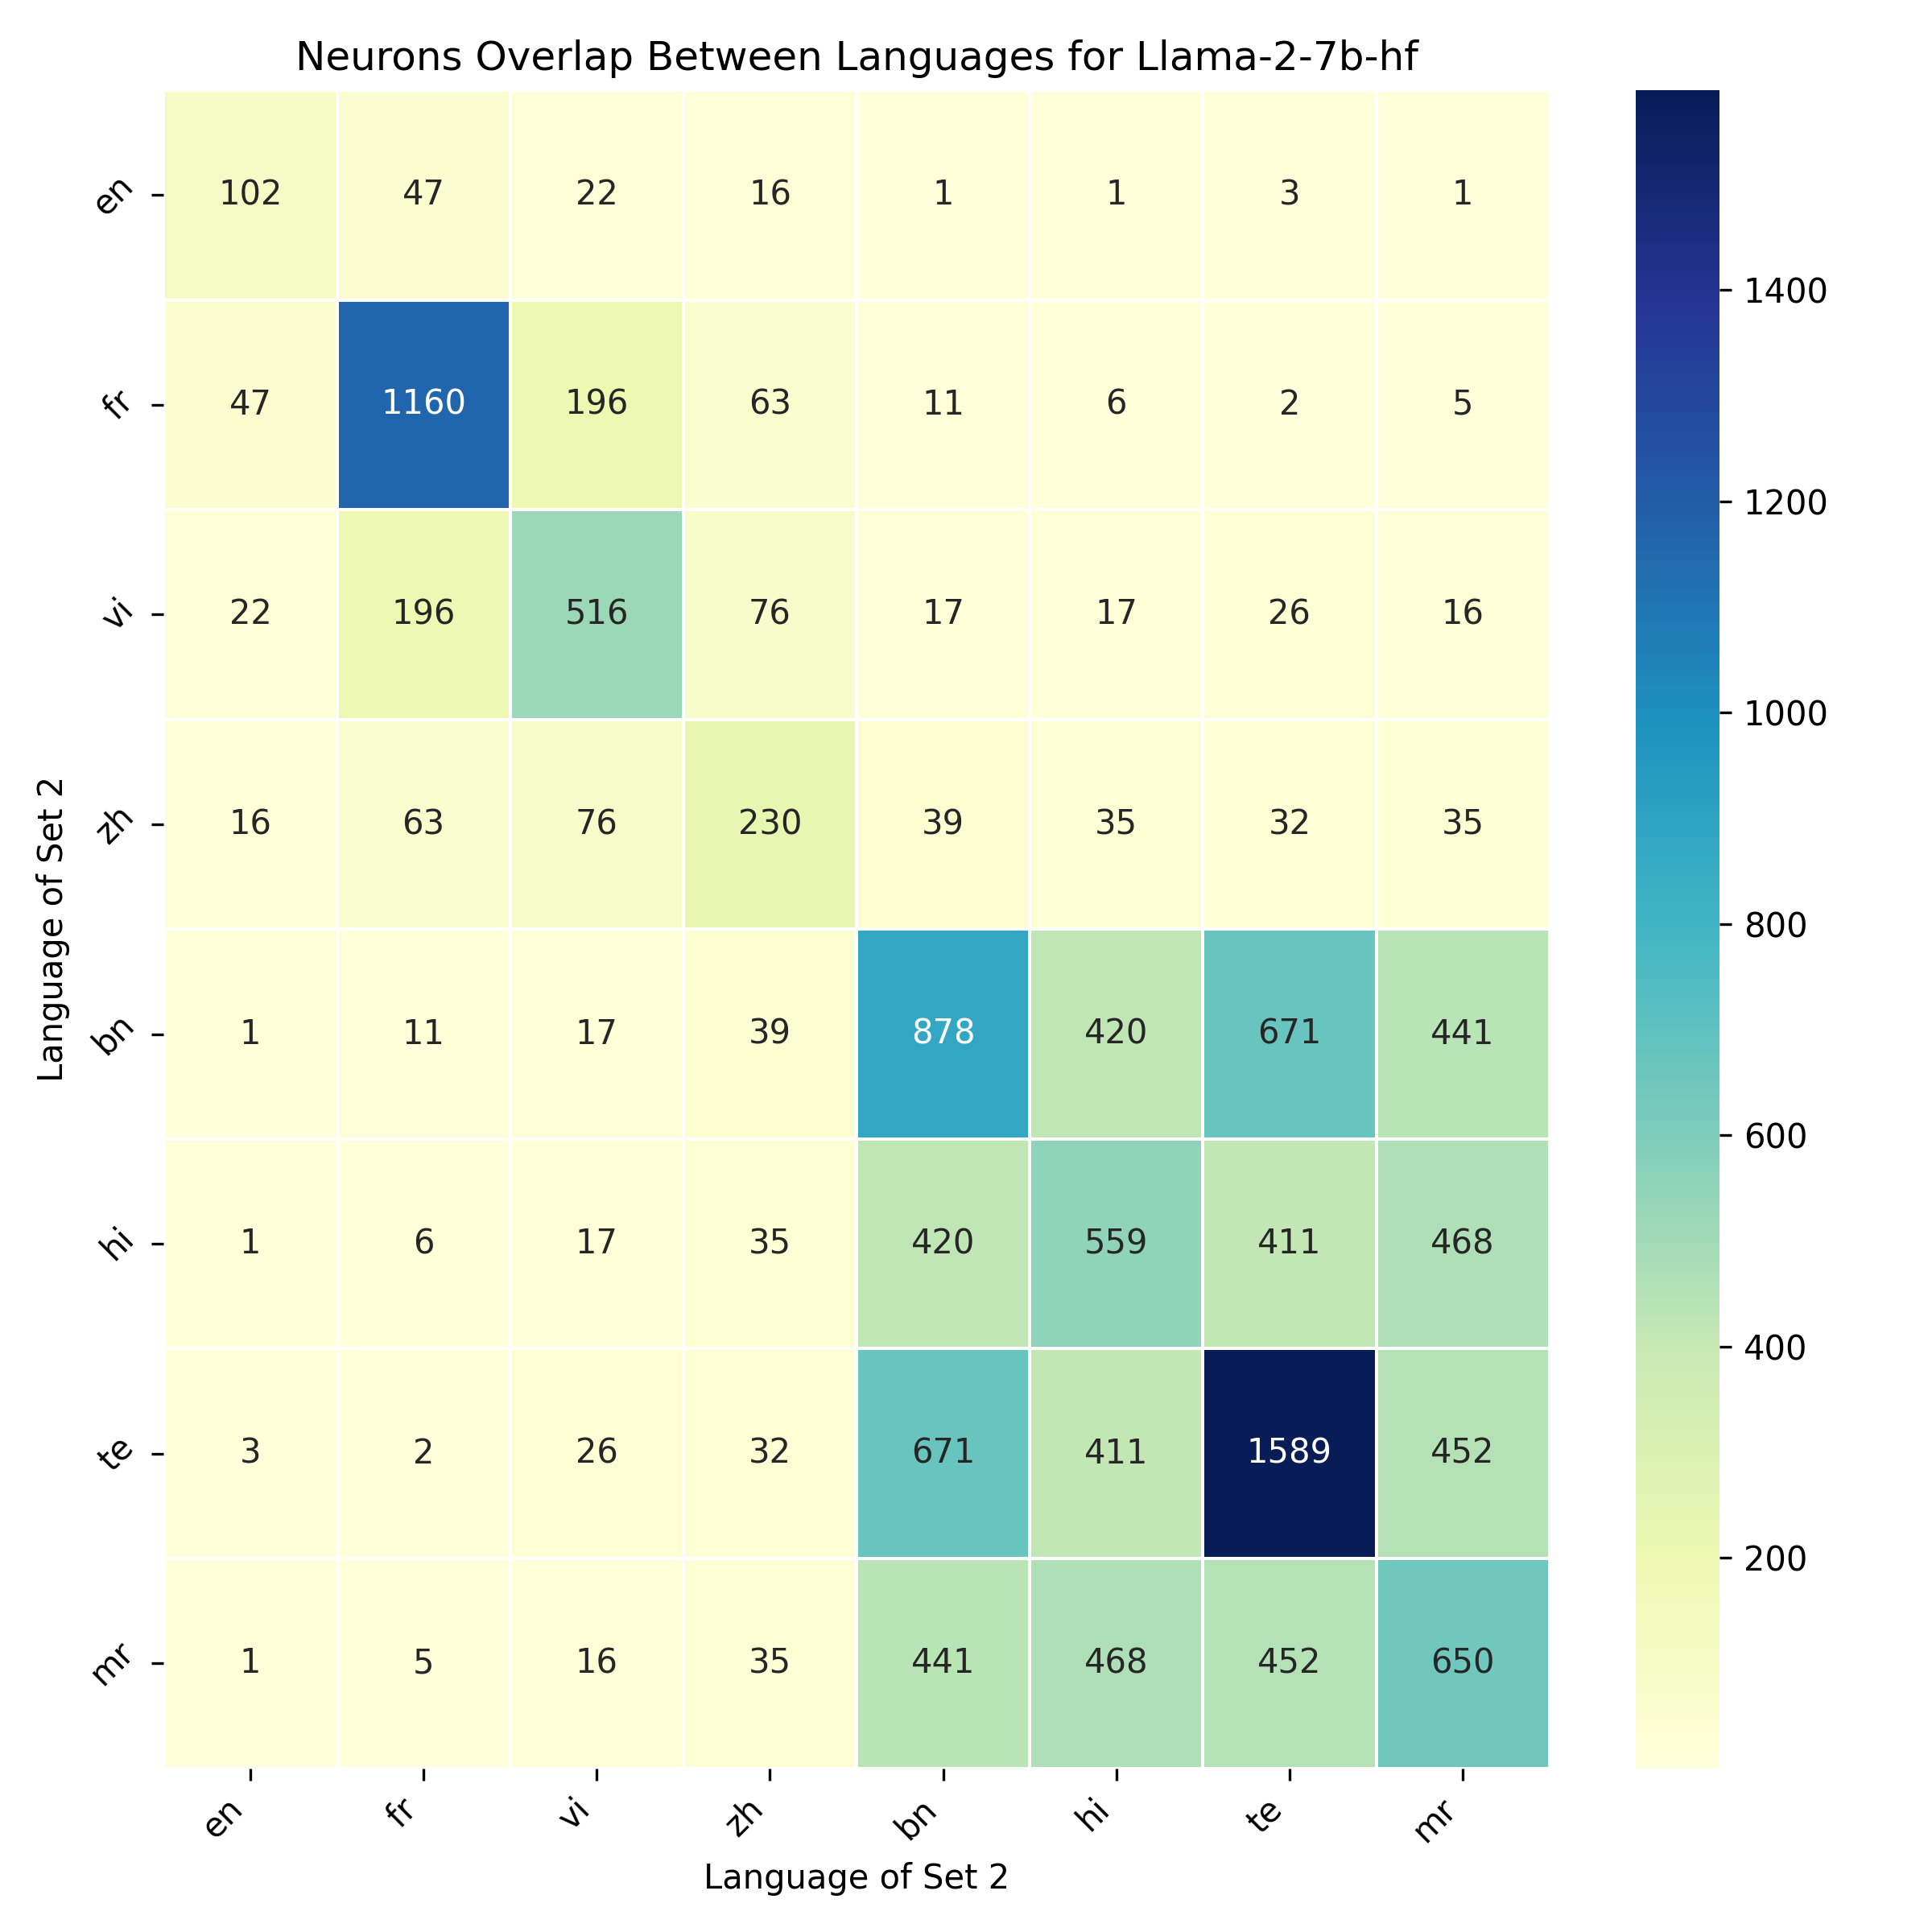 Neurons Overlap Between Languages for Llama-2-7b-hf
en 102 47 22 16 1 1 3 1
fr 47 1160 196 63 11 6 2 5
vi 22 196 516 76 17 17 26 16
zh 16 63 76 230 39 35 32 35
bn 1 11 17 39 878 420 671 441
hi 1 6 17 35 420 559 411 468
te 3 2 26 32 671 411 1589 452
mr 1 5 16 35 441 468 452 650
en fr vi zh bn hi te mr
Language of Set 2
Language of Set 2
1400
1200
1000
800
600
400
200